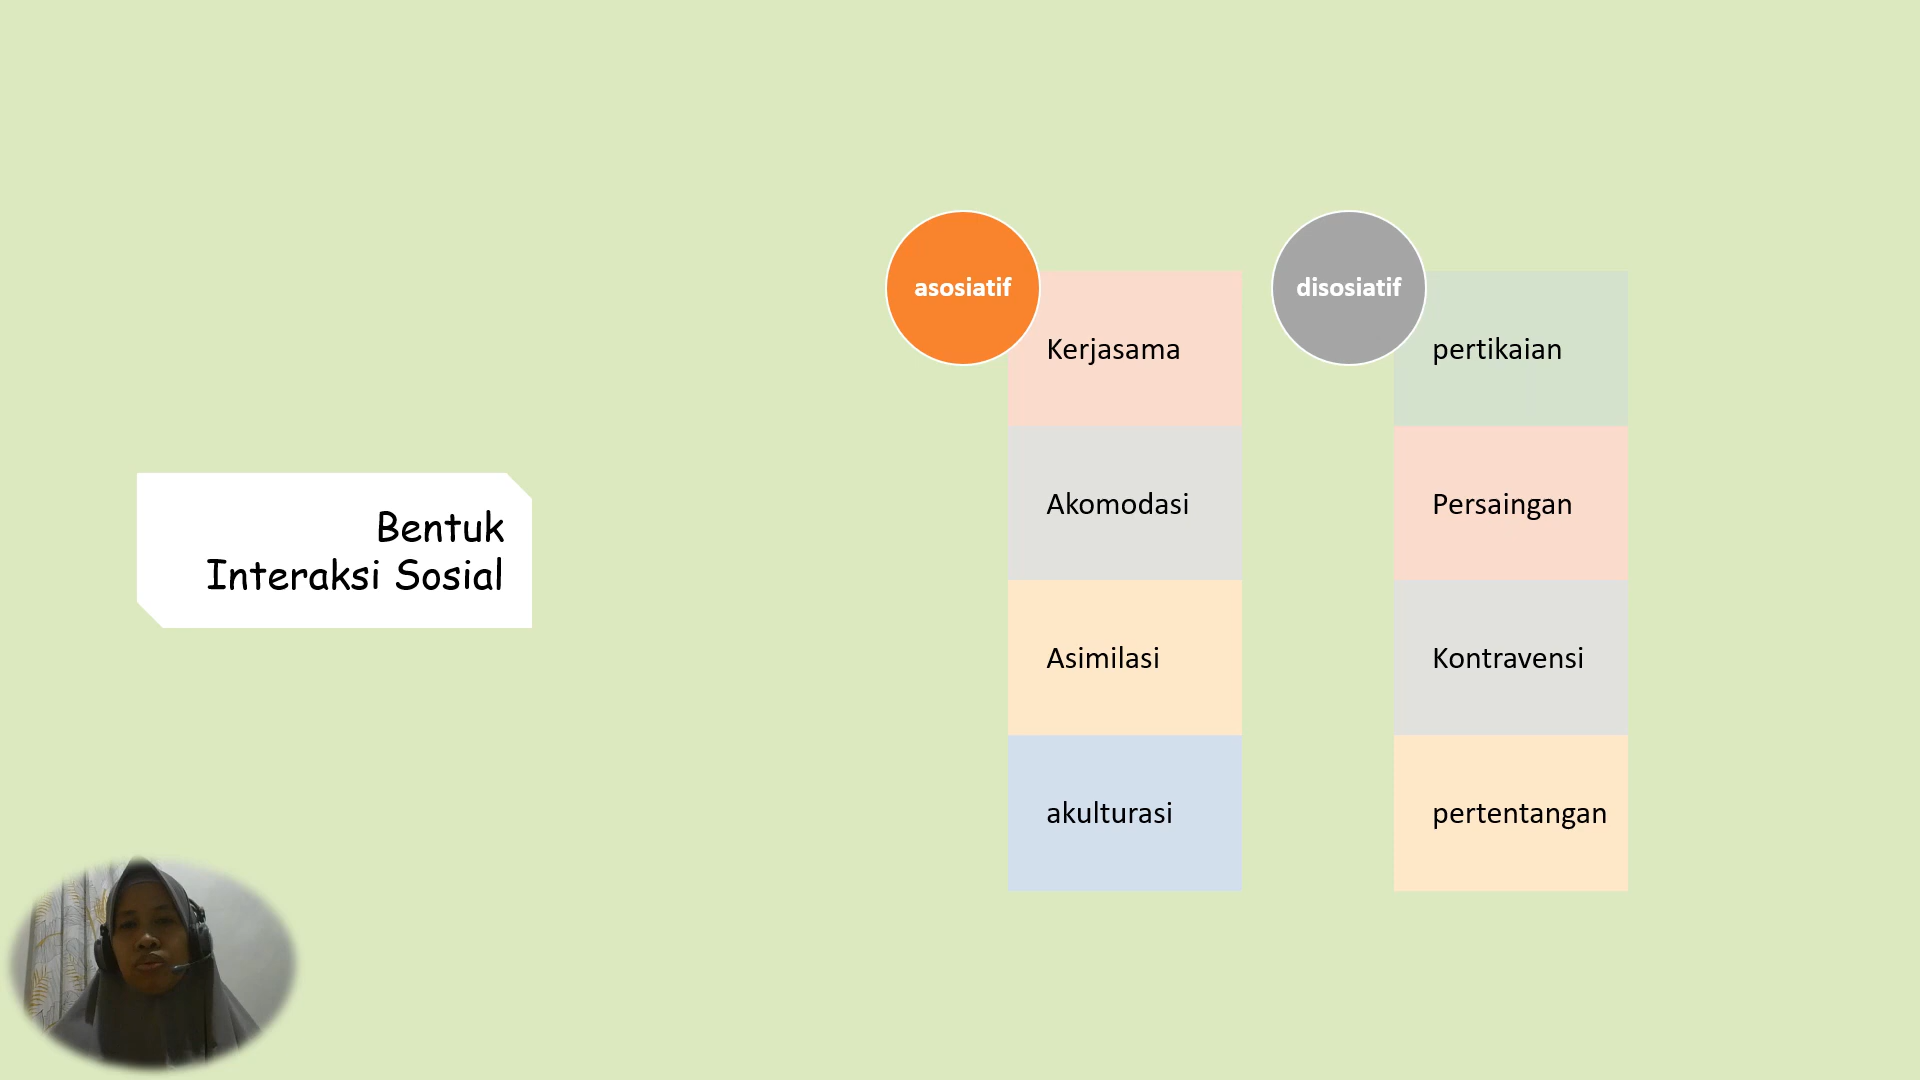 Bentuk
Interaksi Sosial
asosiatif
Kerjasama
Akomodasi
Asimilasi
akulturasi
disosiatif
pertikaian
Persaingan
Kontravensi
pertentangan